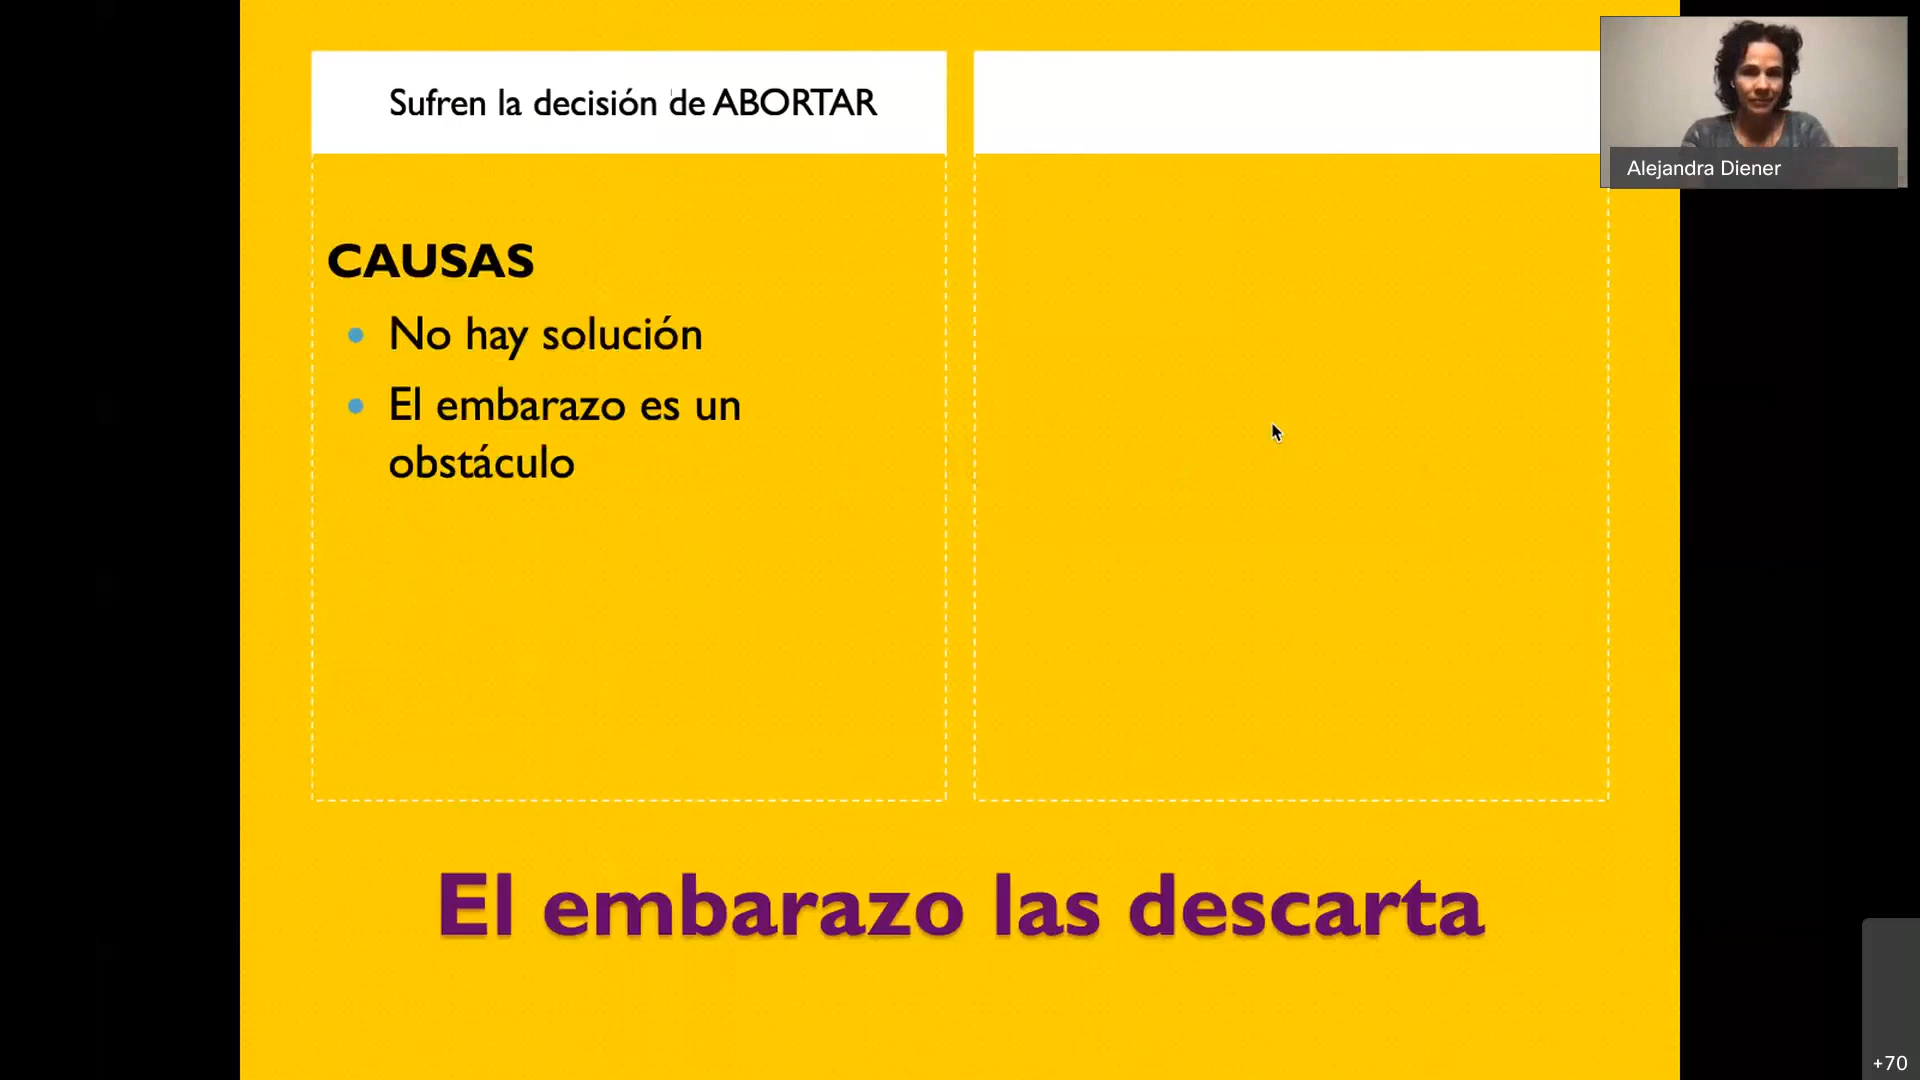 Sufren la decisión de ABORTAR
CAUSAS
No hay solución
El embarazo es un
obstáculo
El embarazo las descarta
Alejandra Diener
+70